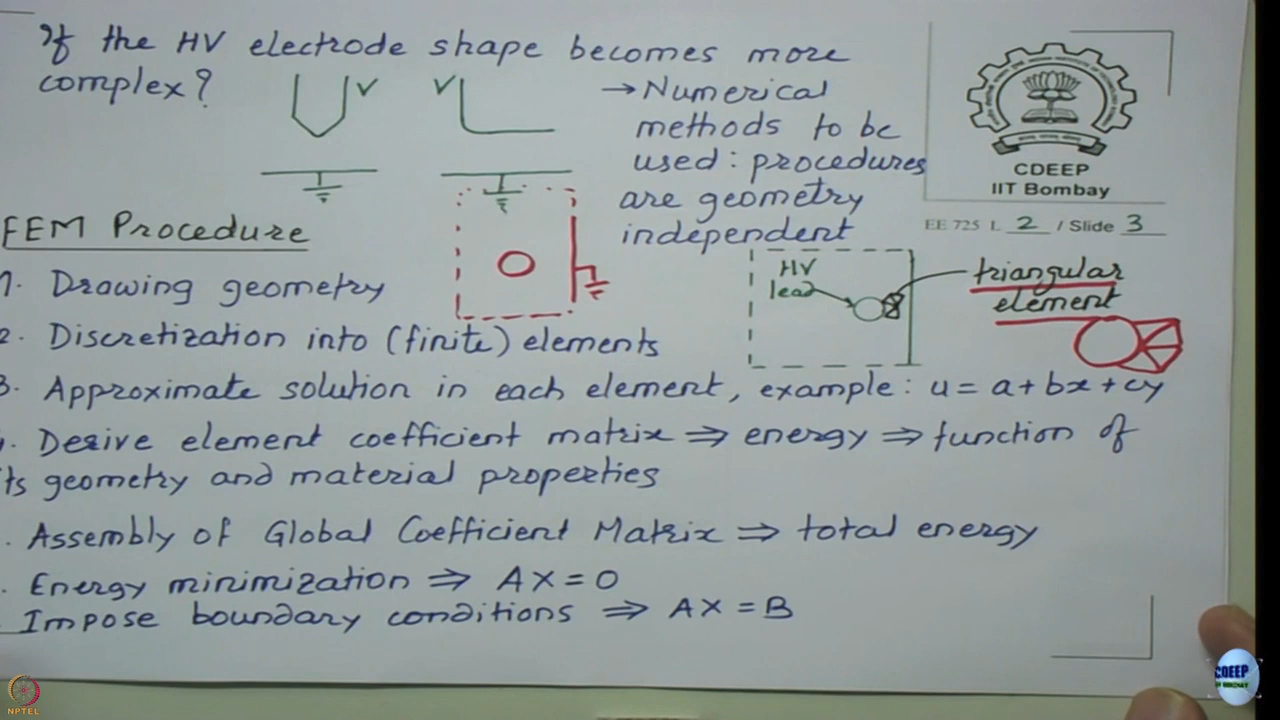 If the HV electrode shape becomes more
complex?
V
V
→ Numerical
methods to be
used: procedures
are geometry
independent
CDEEP
IIT Bombay
EE 725 L 2 / Slide 3
FEM Procedure
1. Drawing geometry
HV
lead
triangular
element
2. Discretization into (finite) elements
3. Approximate solution in each element, example: u = a + bx + cy
4. Derive element coefficient matrix ⇒ energy ⇒ function of
its geometry and material properties
. Assembly of Global Coefficient Matrix ⇒ total energy
. Energy minimization ⇒ AX = 0
. Impose boundary conditions ⇒ AX = B
NPTEL
CDEEP
IIT BOMBAY